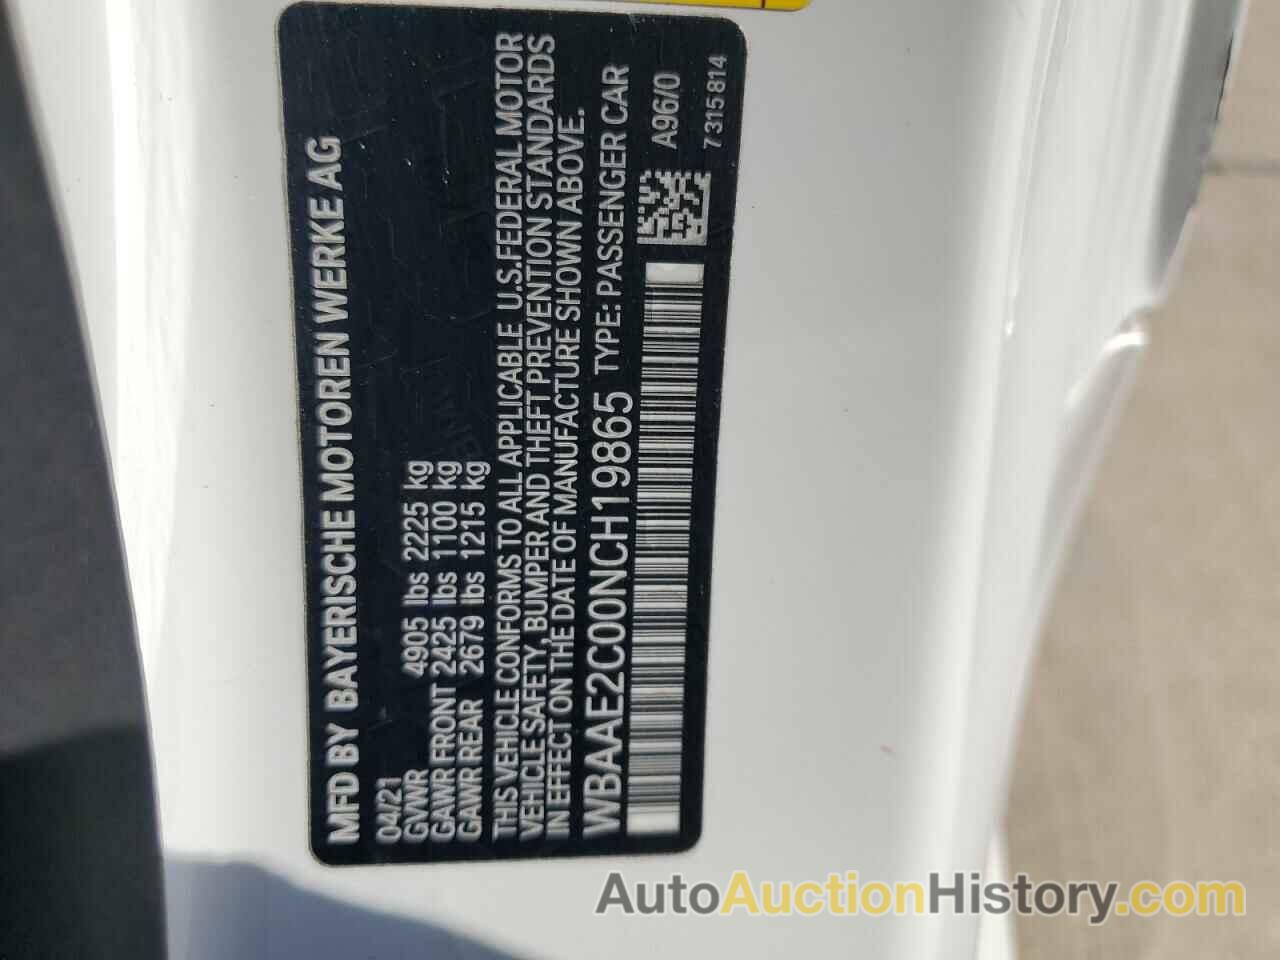 MFD BY BAYERISCHE MOTOREN WERKE AG
04/21
GVWR 4905 lbs 2225 kg
GAWR FRONT 2425 lbs 1100 kg
GAWR REAR 2679 lbs 1215 kg
THIS VEHICLE CONFORMS TO ALL APPLICABLE U.S.FEDERAL MOTOR
VEHICLE SAFETY, BUMPER AND THEFT PREVENTION STANDARDS
IN EFFECT ON THE DATE OF MANUFACTURE SHOWN ABOVE.
WBAAE2C00NCH19865 TYPE: PASSENGER CAR
A96/0
7315814
AutoAuctionHistory.com